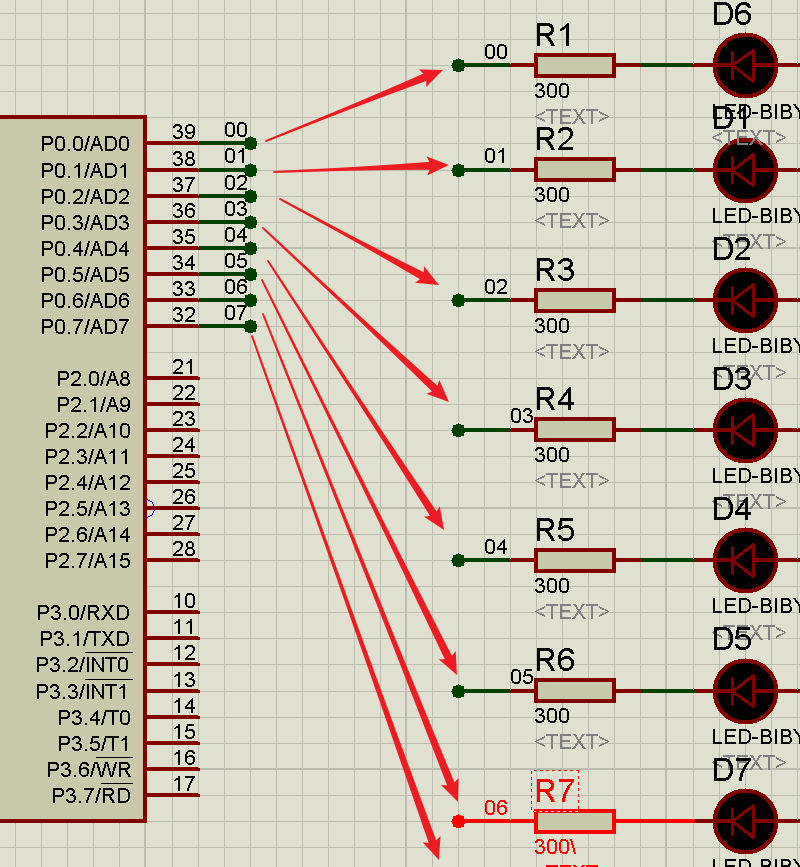 P0.0/AD0 39 00
P0.1/AD1 38 01
P0.2/AD2 37 02
P0.3/AD3 36 03
P0.4/AD4 35 04
P0.5/AD5 34 05
P0.6/AD6 33 06
P0.7/AD7 32 07
P2.0/A8 21
P2.1/A9 22
P2.2/A10 23
P2.3/A11 24
P2.4/A12 25
P2.5/A13 26
P2.6/A14 27
P2.7/A15 28
P3.0/RXD 10
P3.1/TXD 11
P3.2/INT0 12
P3.3/INT1 13
P3.4/T0 14
P3.5/T1 15
P3.6/WR 16
P3.7/RD 17
00 R1
300
<TEXT>
01 R2
300
<TEXT>
02 R3
300
<TEXT>
03 R4
300
<TEXT>
04 R5
300
<TEXT>
05 R6
300
<TEXT>
06 R7
300\
D6
LED-BIBY
<TEXT>
D1
LED-BIBY
<TEXT>
D2
LED-BIBY
<TEXT>
D3
LED-BIBY
<TEXT>
D4
LED-BIBY
<TEXT>
D5
LED-BIBY
<TEXT>
D7
LED-BIBY